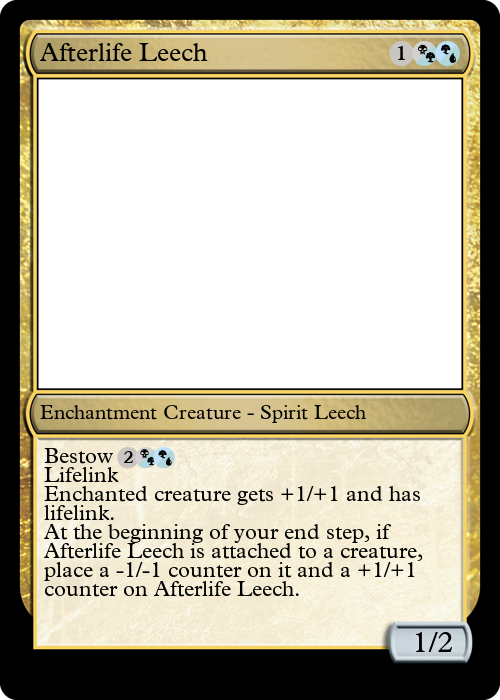 Afterlife Leech 1
Enchantment Creature - Spirit Leech
Bestow 2
Lifelink
Enchanted creature gets +1/+1 and has
lifelink.
At the beginning of your end step, if
Afterlife Leech is attached to a creature,
place a -1/-1 counter on it and a +1/+1
counter on Afterlife Leech.
1/2